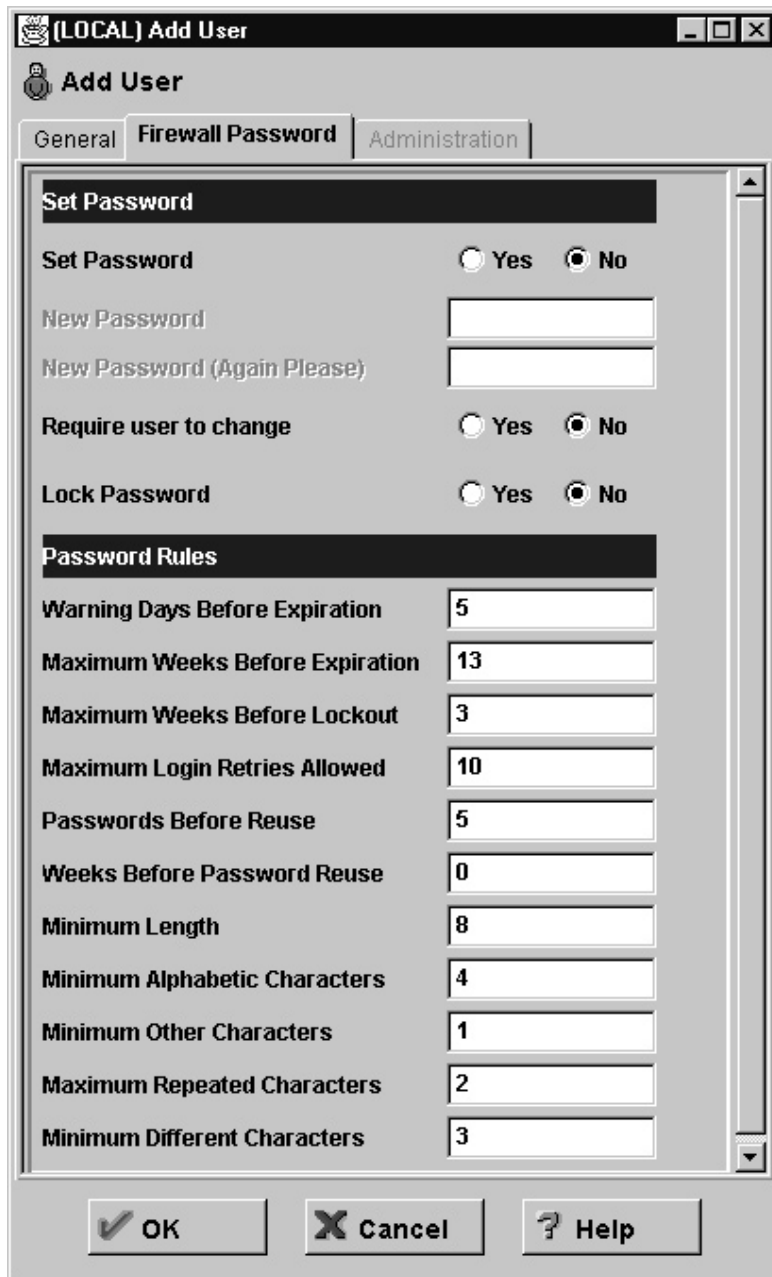 (LOCAL) Add User
Add User
General Firewall Password Administration
Set Password
Set Password Yes No
New Password
New Password (Again Please)
Require user to change Yes No
Lock Password Yes No
Password Rules
Warning Days Before Expiration 5
Maximum Weeks Before Expiration 13
Maximum Weeks Before Lockout 3
Maximum Login Retries Allowed 10
Passwords Before Reuse 5
Weeks Before Password Reuse 0
Minimum Length 8
Minimum Alphabetic Characters 4
Minimum Other Characters 1
Maximum Repeated Characters 2
Minimum Different Characters 3
OK Cancel Help